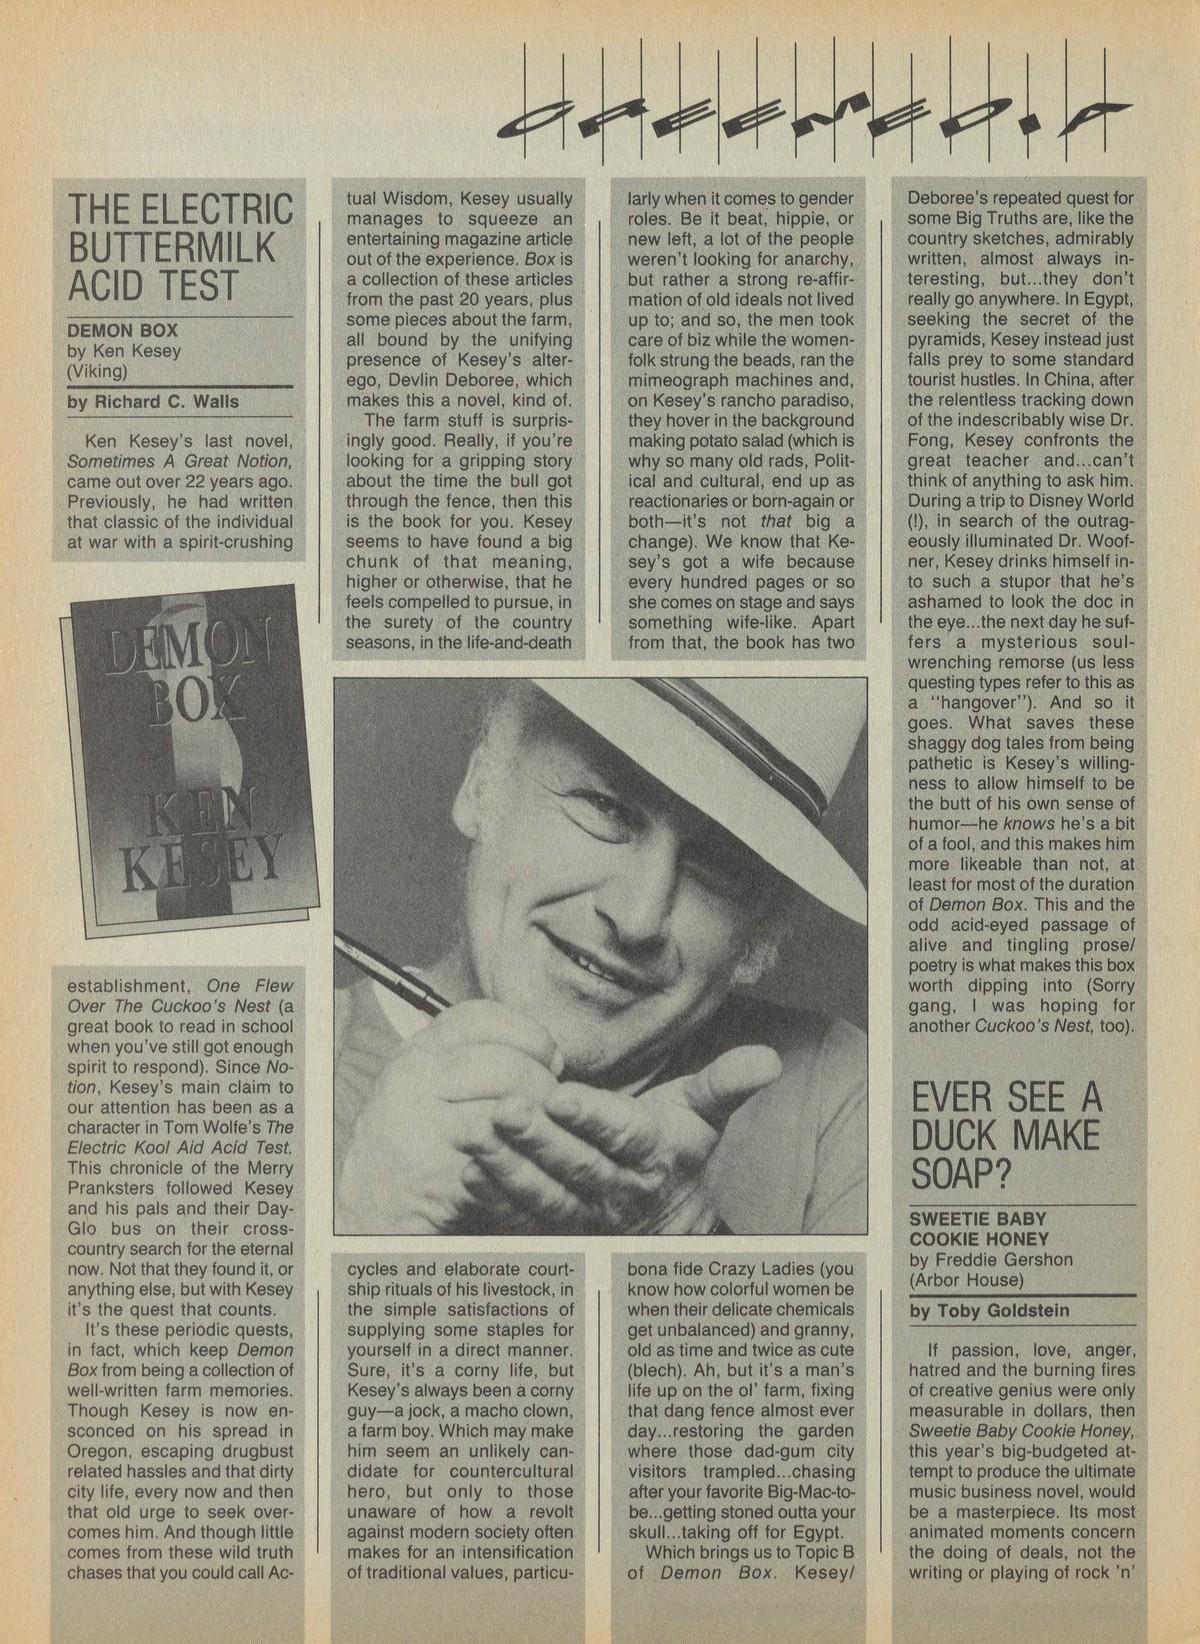 CREEMEDIA
THE ELECTRIC
BUTTERMILK
ACID TEST
DEMON BOX
by Ken Kesey
(Viking)
by Richard C. Walls
Ken Kesey's last novel,
Sometimes A Great Notion,
came out over 22 years ago.
Previously, he had written
that classic of the individual
at war with a spirit-crushing
DEMON
BOX
KEN
KESEY
establishment, One Flew
Over The Cuckoo's Nest (a
great book to read in school
when you've still got enough
spirit to respond). Since No-
tion, Kesey's main claim to
our attention has been as a
character in Tom Wolfe's The
Electric Kool Aid Acid Test.
This chronicle of the Merry
Pranksters followed Kesey
and his pals and their Day-
Glo bus on their cross-
country search for the eternal
now. Not that they found it, or
anything else, but with Kesey
it's the quest that counts.
It's these periodic quests,
in fact, which keep Demon
Box from being a collection of
well-written farm memories.
Though Kesey is now en-
sconced on his spread in
Oregon, escaping drugbust
related hassles and that dirty
city life, every now and then
that old urge to seek over-
comes him. And though little
comes from these wild truth
chases that you could call Ac-
tual Wisdom, Kesey usually
manages to squeeze an
entertaining magazine article
out of the experience. Box is
a collection of these articles
from the past 20 years, plus
some pieces about the farm,
all bound by the unifying
presence of Kesey's alter-
ego, Devlin Deboree, which
makes this a novel, kind of.
The farm stuff is surpris-
ingly good. Really, if you're
looking for a gripping story
about the time the bull got
through the fence, then this
is the book for you. Kesey
seems to have found a big
chunk of that meaning,
higher or otherwise, that he
feels compelled to pursue, in
the surety of the country
seasons, in the life-and-death
cycles and elaborate court-
ship rituals of his livestock, in
the simple satisfactions of
supplying some staples for
yourself in a direct manner.
Sure, it's a corny life, but
Kesey's always been a corny
guy—a jock, a macho clown,
a farm boy. Which may make
him seem an unlikely can-
didate for countercultural
hero, but only to those
unaware of how a revolt
against modern society often
makes for an intensification
of traditional values, particu-
larly when it comes to gender
roles. Be it beat, hippie, or
new left, a lot of the people
weren't looking for anarchy,
but rather a strong re-affir-
mation of old ideals not lived
up to; and so, the men took
care of biz while the women-
folk strung the beads, ran the
mimeograph machines and,
on Kesey's rancho paradiso,
they hover in the background
making potato salad (which is
why so many old rads, Polit-
ical and cultural, end up as
reactionaries or born-again or
both—it's not that big a
change). We know that Ke-
sey's got a wife because
every hundred pages or so
she comes on stage and says
something wife-like. Apart
from that, the book has two
bona fide Crazy Ladies (you
know how colorful women be
when their delicate chemicals
get unbalanced) and granny,
old as time and twice as cute
(blech). Ah, but it's a man's
life up on the ol' farm, fixing
that dang fence almost ever
day...restoring the garden
where those dad-gum city
visitors trampled...chasing
after your favorite Big-Mac-to-
be...getting stoned outta your
skull...taking off for Egypt.
Which brings us to Topic B
of Demon Box. Kesey/
Deboree's repeated quest for
some Big Truths are, like the
country sketches, admirably
written, almost always in-
teresting, but...they don't
really go anywhere. In Egypt,
seeking the secret of the
pyramids, Kesey instead just
falls prey to some standard
tourist hustles. In China, after
the relentless tracking down
of the indescribably wise Dr.
Fong, Kesey confronts the
great teacher and...can't
think of anything to ask him.
During a trip to Disney World
(!), in search of the outrag-
eously illuminated Dr. Woof-
ner, Kesey drinks himself in-
to such a stupor that he's
ashamed to look the doc in
the eye...the next day he suf-
fers a mysterious soul-
wrenching remorse (us less
questing types refer to this as
a "hangover"). And so it
goes. What saves these
shaggy dog tales from being
pathetic is Kesey's willing-
ness to allow himself to be
the butt of his own sense of
humor—he knows he's a bit
of a fool, and this makes him
more likeable than not, at
least for most of the duration
of Demon Box. This and the
odd acid-eyed passage of
alive and tingling prose/
poetry is what makes this box
worth dipping into (Sorry
gang, I was hoping for
another Cuckoo's Nest, too).
EVER SEE A
DUCK MAKE
SOAP?
SWEETIE BABY
COOKIE HONEY
by Freddie Gershon
(Arbor House)
by Toby Goldstein
If passion, love, anger,
hatred and the burning fires
of creative genius were only
measurable in dollars, then
Sweetie Baby Cookie Honey,
this year's big-budgeted at-
tempt to produce the ultimate
music business novel, would
be a masterpiece. Its most
animated moments concern
the doing of deals, not the
writing or playing of rock 'n'